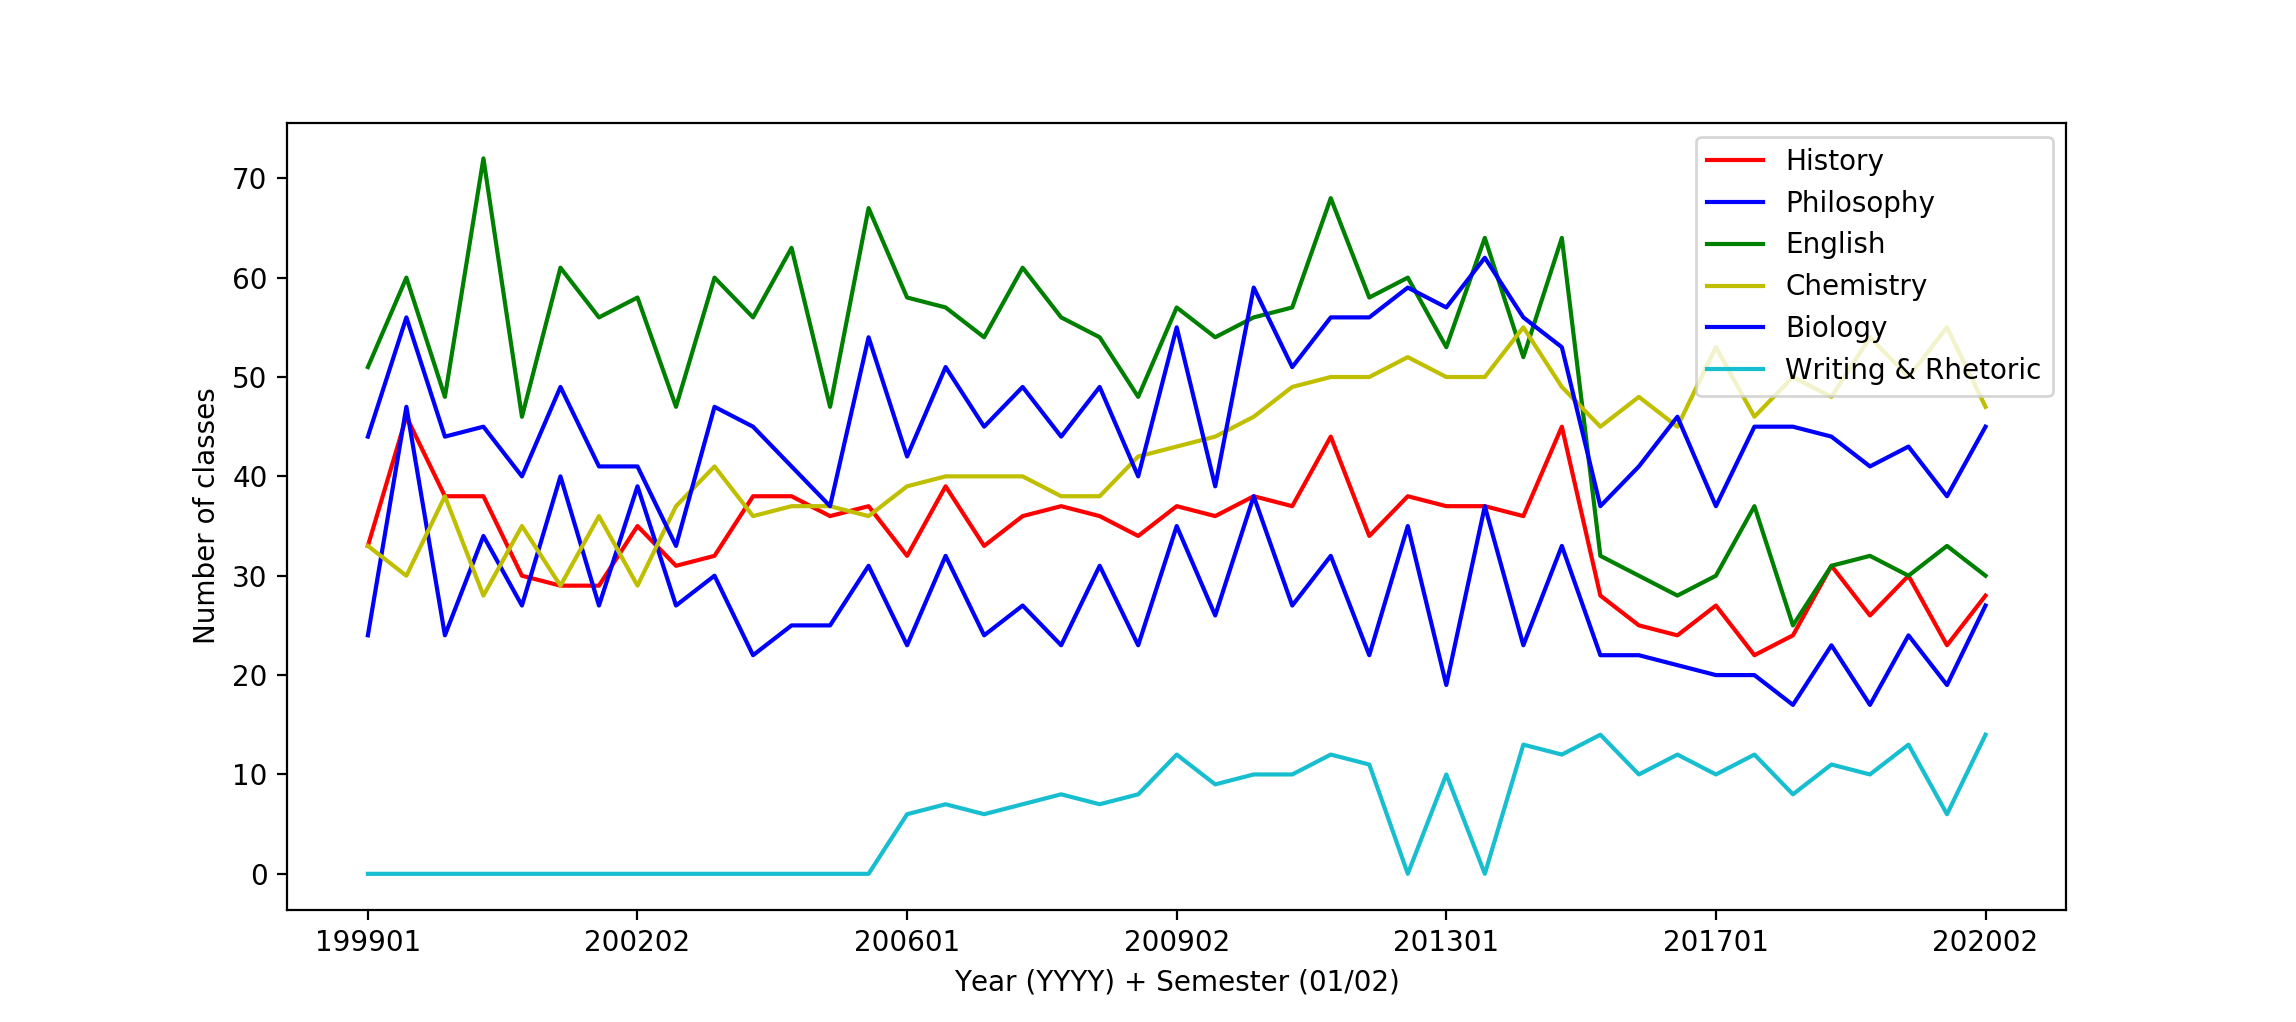 History
Philosophy
English
Chemistry
Biology
Writing & Rhetoric
Number of classes
70
60
50
40
30
20
10
0
199901 200202 200601 200902 201301 201701 202002
Year (YYYY) + Semester (01/02)